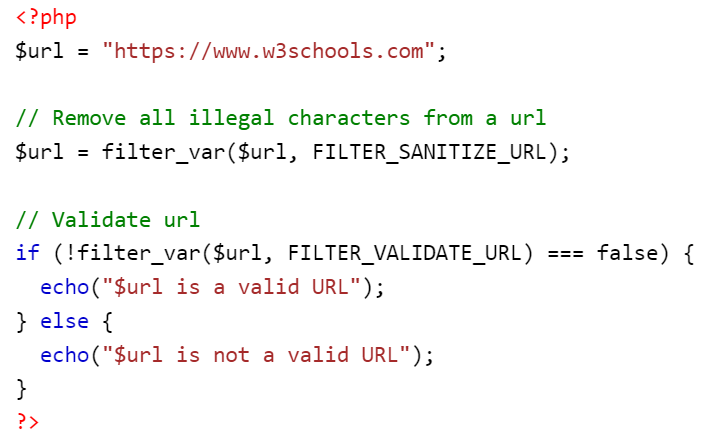 <?php
$url = "https://www.w3schools.com";
// Remove all illegal characters from a url
$url = filter_var($url, FILTER_SANITIZE_URL);
// Validate url
if (!filter_var($url, FILTER_VALIDATE_URL) === false) {
  echo("$url is a valid URL");
} else {
  echo("$url is not a valid URL");
}
?>